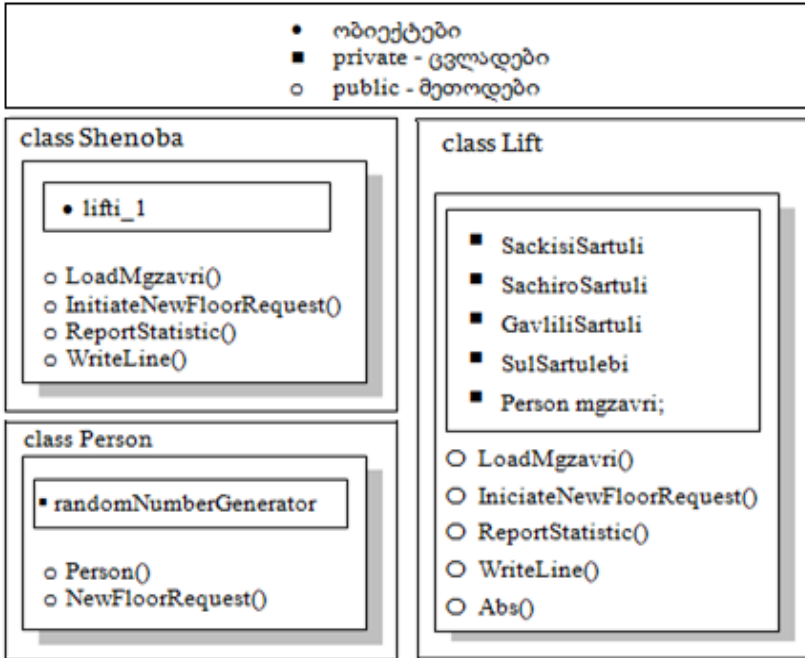 ● ობიექტები
■ private - ცვლადები
○ public - მეთოდები
class Shenoba
● lifti_1
○ LoadMgzavri()
○ InitiateNewFloorRequest()
○ ReportStatistic()
○ WriteLine()
class Person
▪ randomNumberGenerator
○ Person()
○ NewFloorRequest()
class Lift
■ SackisiSartuli
■ SachiroSartuli
■ GavliliSartuli
■ SulSartulebi
■ Person mgzavri;
○ LoadMgzavri()
○ IniciateNewFloorRequest()
○ ReportStatistic()
○ WriteLine()
○ Abs()